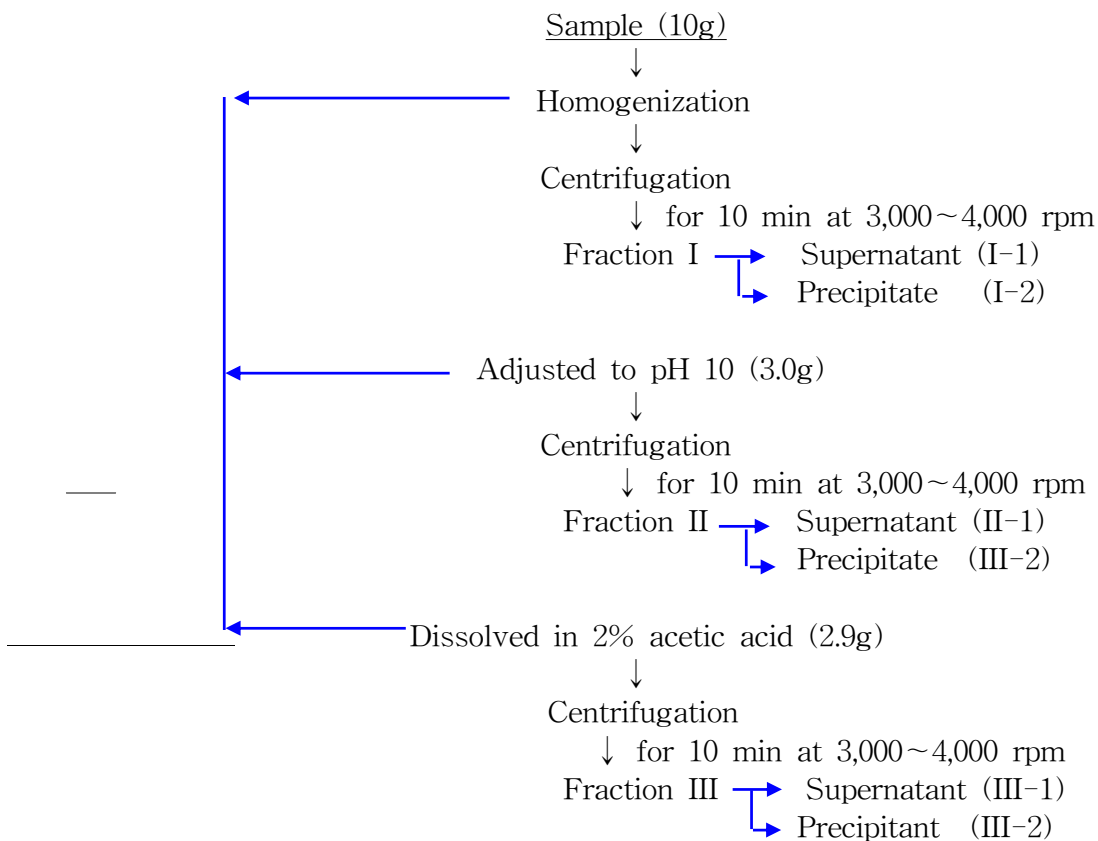 Sample (10g)
↓
Homogenization
↓
Centrifugation
↓ for 10 min at 3,000~4,000 rpm
Fraction Ⅰ Supernatant (Ⅰ-1)
Precipitate (Ⅰ-2)
Adjusted to pH 10 (3.0g)
↓
Centrifugation
↓ for 10 min at 3,000~4,000 rpm
Fraction Ⅱ Supernatant (Ⅱ-1)
Precipitate (Ⅲ-2)
Dissolved in 2% acetic acid (2.9g)
↓
Centrifugation
↓ for 10 min at 3,000~4,000 rpm
Fraction Ⅲ Supernatant (Ⅲ-1)
Precipitant (Ⅲ-2)